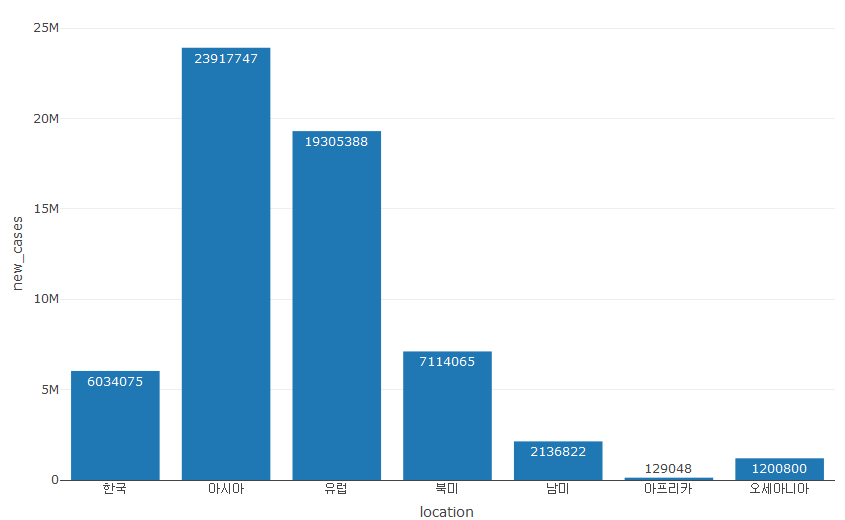 25M
20M
15M
10M
5M
0
new_cases
6034075
23917747
19305388
7114065
2136822
129048
1200800
한국
아시아
유럽
북미
남미
아프리카
오세아니아
location